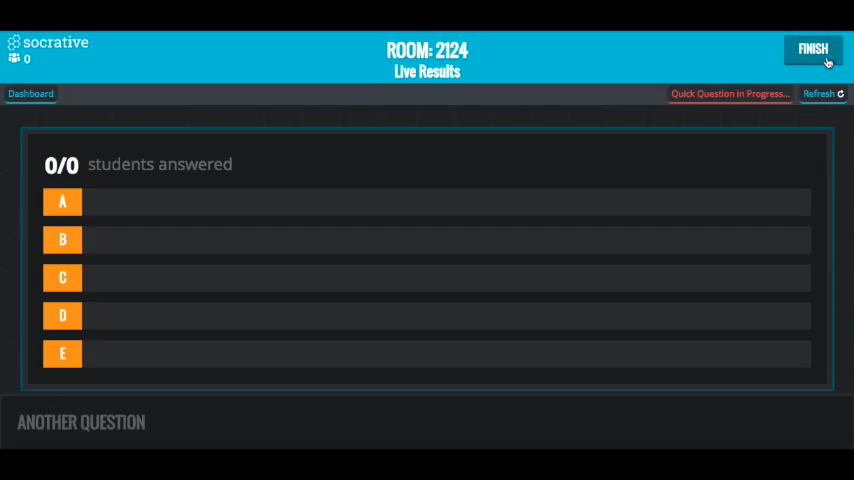 socrative
0
ROOM: 2124
Live Results
FINISH
Dashboard
Quick Question in Progress...
Refresh
0/0 students answered
A
B
C
D
E
ANOTHER QUESTION